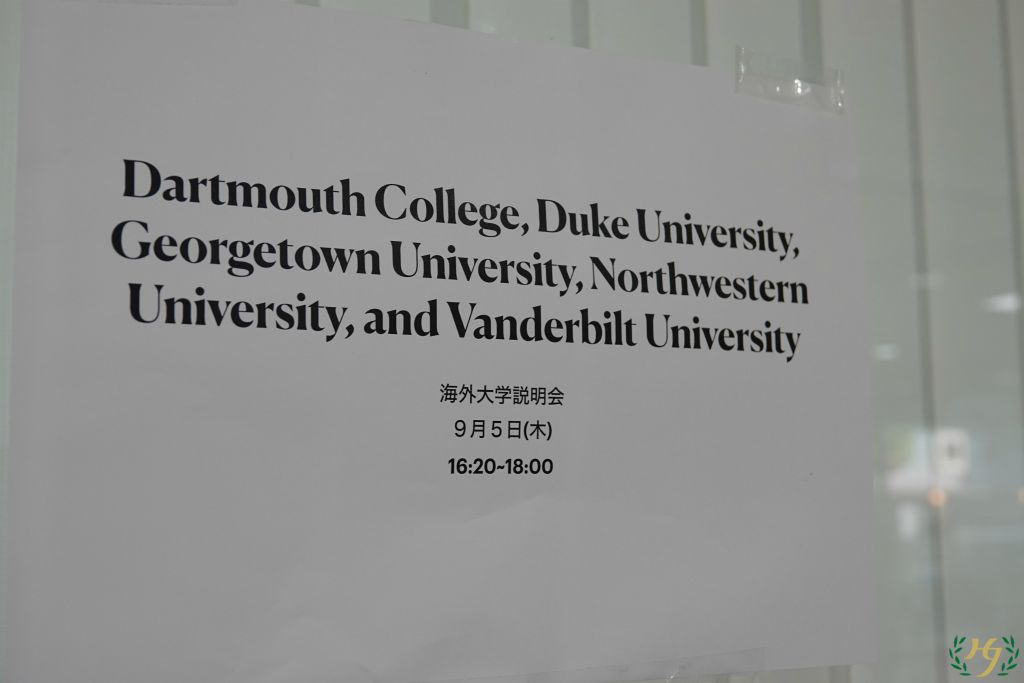 Dartmouth College, Duke University,
Georgetown University, Northwestern
University, and Vanderbilt University
海外大学説明会
９月５日(木)
16:20~18:00
HJ